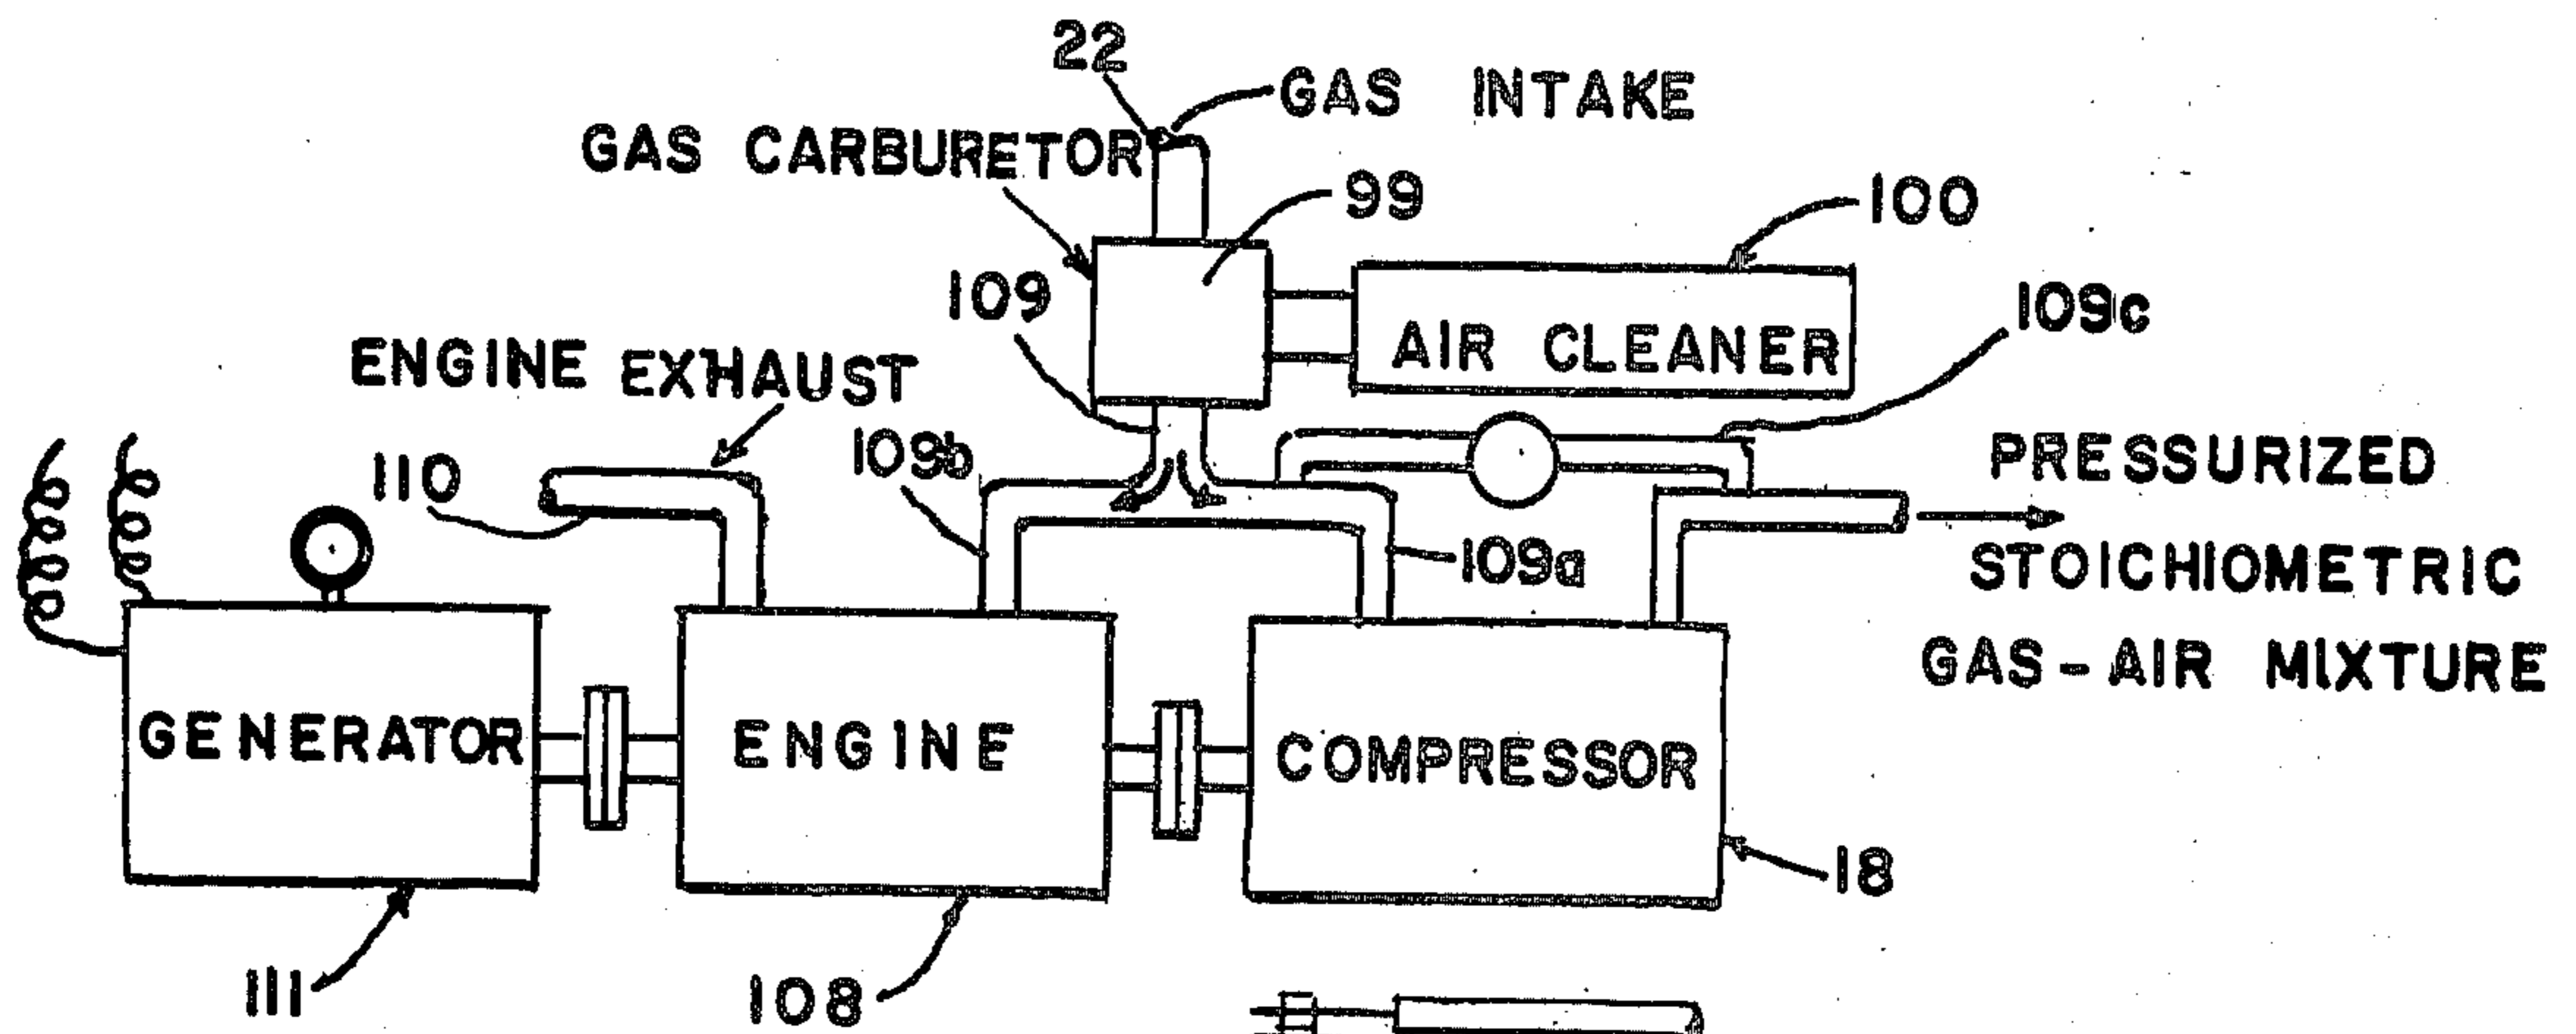 22
GAS INTAKE
GAS CARBURETOR
99
100
109
109c
AIR CLEANER
ENGINE EXHAUST
109b
110
PRESSURIZED
STOICHIOMETRIC
GAS-AIR MIXTURE
109a
GENERATOR
ENGINE
COMPRESSOR
18
111
108